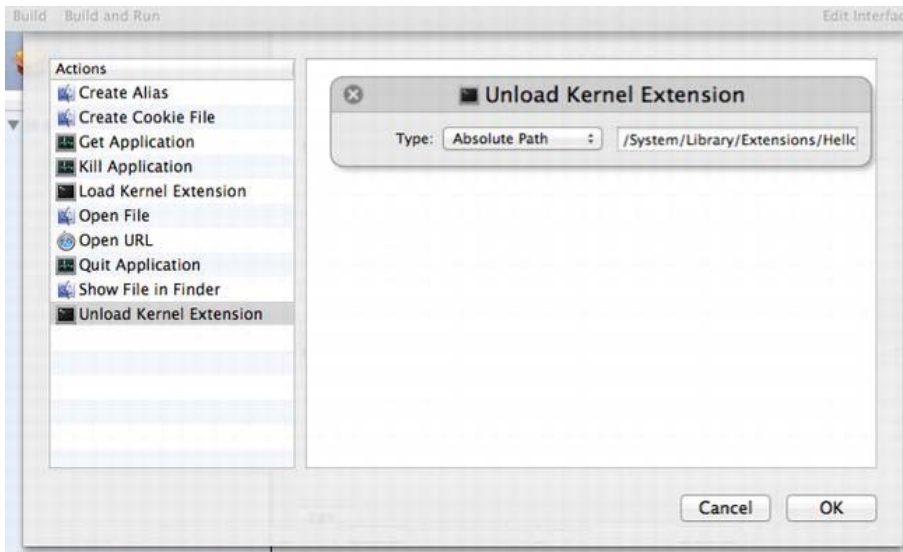 Build Build and Run Edit Interfac
Actions
Create Alias
Create Cookie File
Get Application
Kill Application
Load Kernel Extension
Open File
Open URL
Quit Application
Show File in Finder
Unload Kernel Extension
Unload Kernel Extension
Type: Absolute Path /System/Library/Extensions/Hellc
Cancel OK